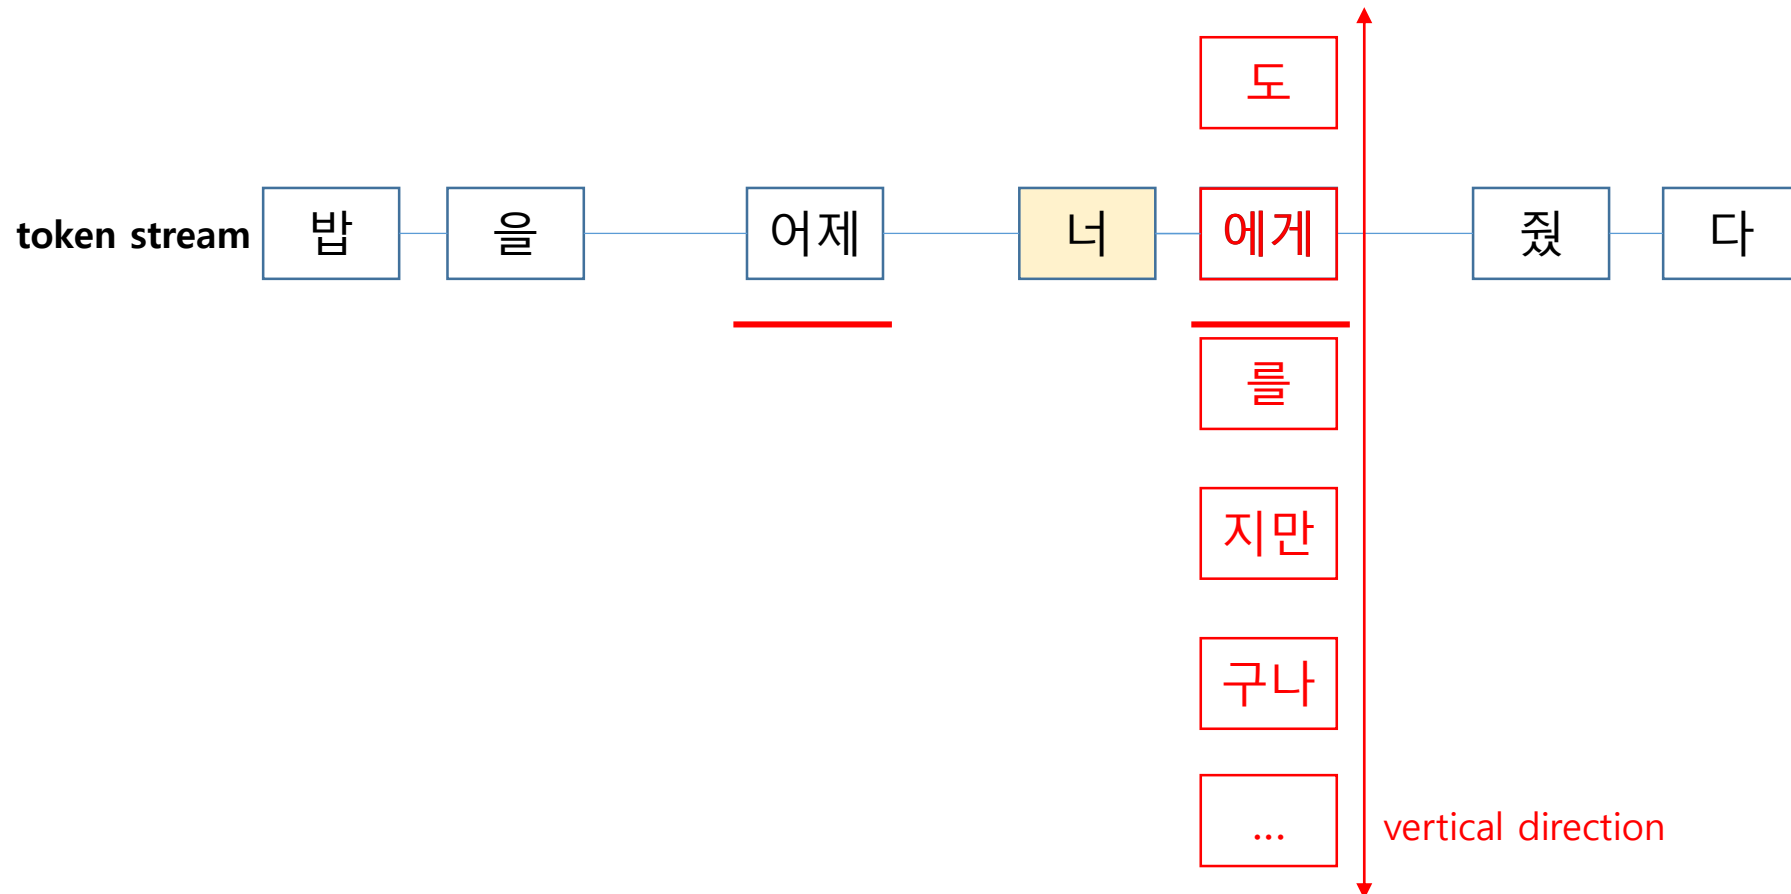 도
token stream 밥 을 어제 너 에게 줬 다
를
지만
구나
... vertical direction